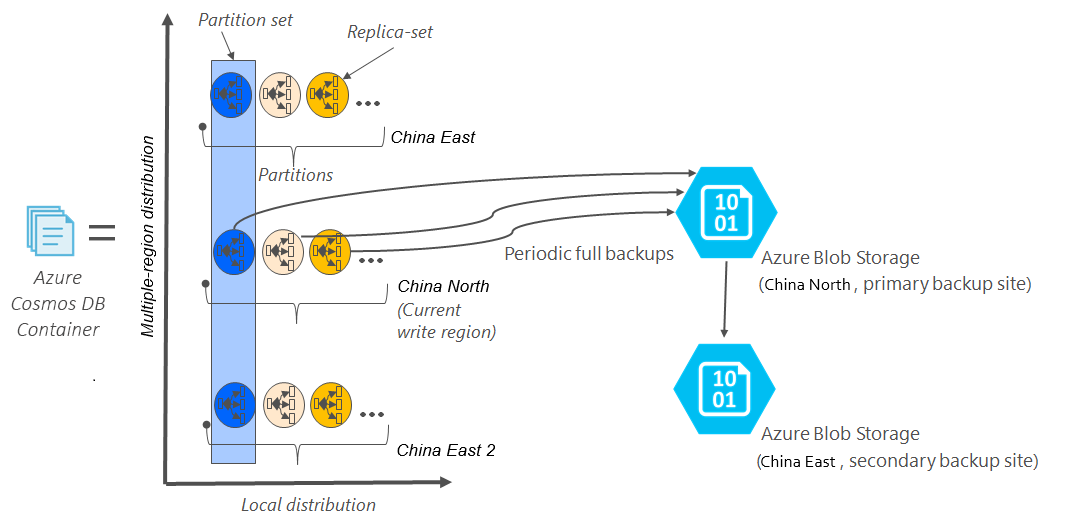 Partition set
Replica-set
China East
Partitions
Multiple-region distribution
=
Azure
Cosmos DB
Container
.
China North
(Current
write region)
Periodic full backups
10
01
Azure Blob Storage
(China North , primary backup site)
China East 2
10
01
Azure Blob Storage
(China East , secondary backup site)
Local distribution